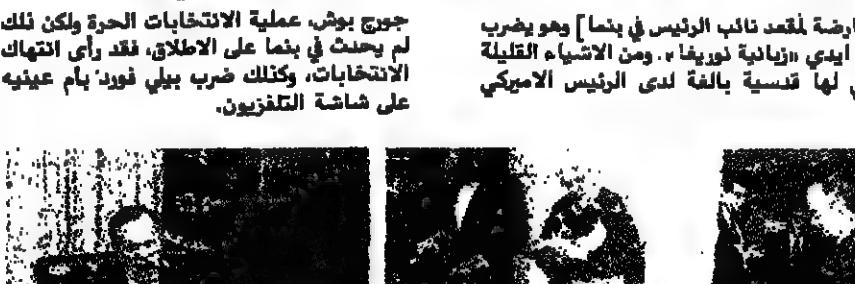 ارضة لمقعد نائب الرئيس في بنما] وهو يضرب
ايدي «زبانية نوريغا». ومن الاشياء القليلة
ي لها قدسية بالغة لدى الرئيس الاميركي
جورج بوش، عملية الانتخابات الحرة ولكن ذلك
لم يحدث في بنما على الاطلاق، فقد رأى انتهاك
الانتخابات، وكذلك ضرب بيلي فورد بأم عينيه
على شاشة التلفزيون.